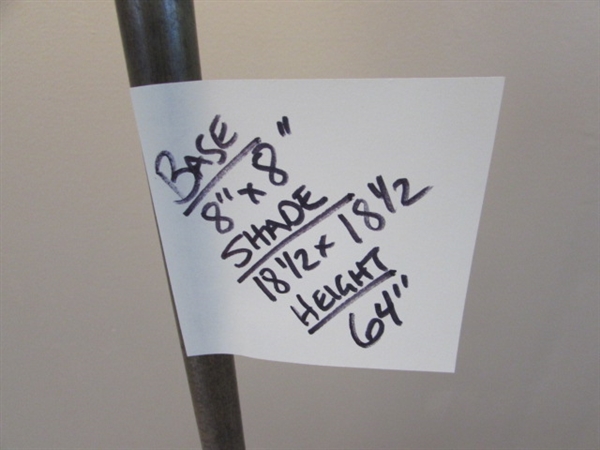 BASE
8" x 8"
SHADE
18 1/2 x 18 1/2
HEIGHT
64"